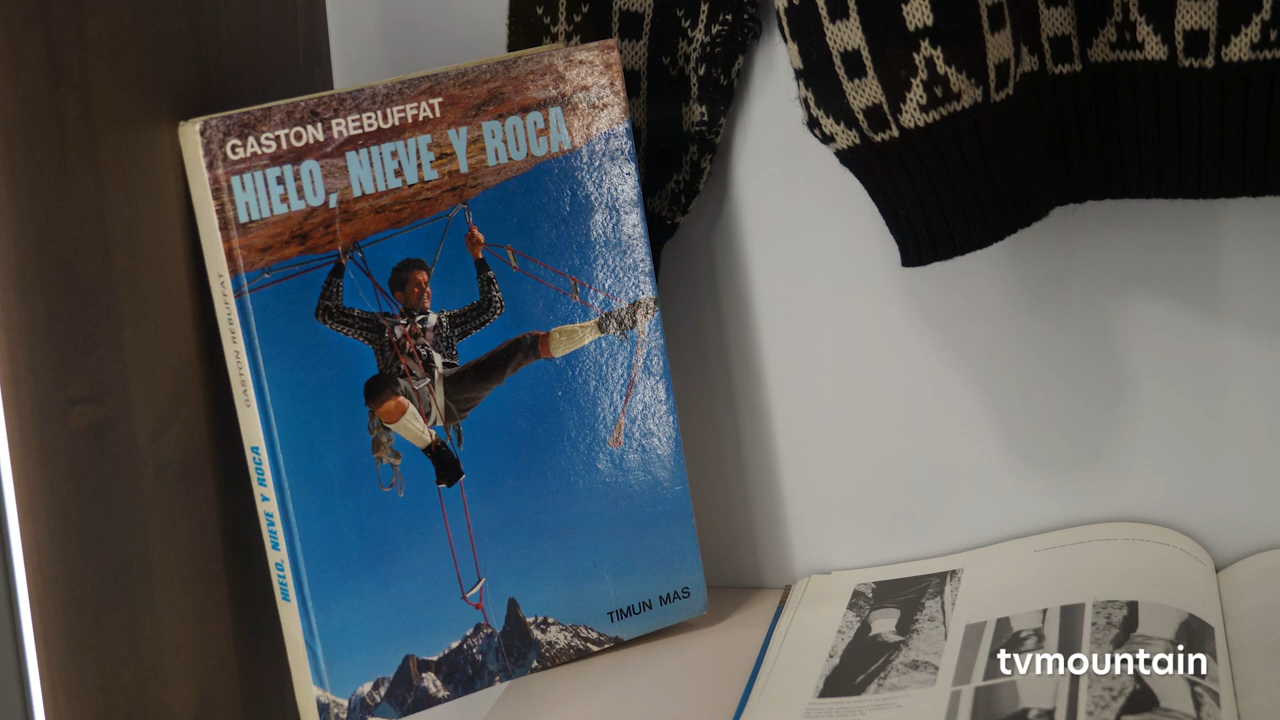 GASTON REBUFFAT
HIELO, NIEVE Y ROCA
TIMUN MAS
GASTON REBUFFAT
HIELO, NIEVE Y ROCA
tvmountain